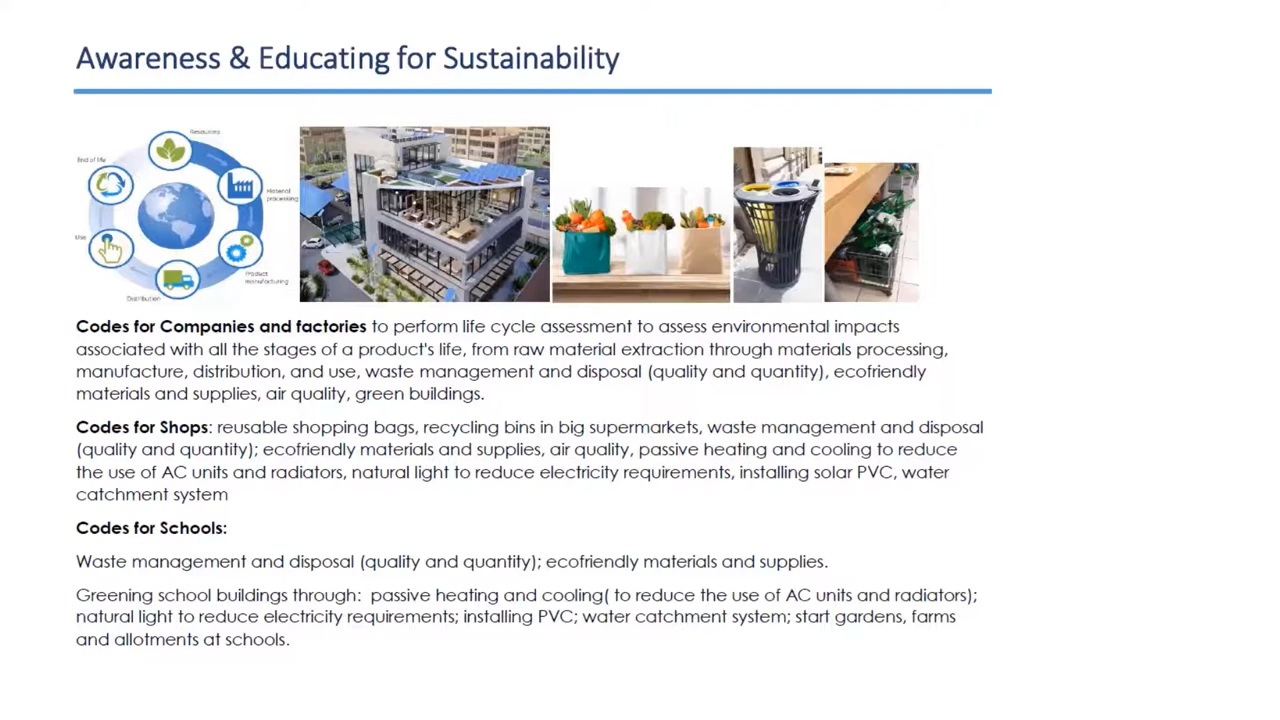 Awareness & Educating for Sustainability
Resources
End of life
Material
processing
Use
Product
manufacturing
Distribution
Codes for Companies and factories to perform life cycle assessment to assess environmental impacts
associated with all the stages of a product's life, from raw material extraction through materials processing,
manufacture, distribution, and use, waste management and disposal (quality and quantity), ecofriendly
materials and supplies, air quality, green buildings.
Codes for Shops: reusable shopping bags, recycling bins in big supermarkets, waste management and disposal
(quality and quantity); ecofriendly materials and supplies, air quality, passive heating and cooling to reduce
the use of AC units and radiators, natural light to reduce electricity requirements, installing solar PVC, water
catchment system
Codes for Schools:
Waste management and disposal (quality and quantity); ecofriendly materials and supplies.
Greening school buildings through:  passive heating and cooling( to reduce the use of AC units and radiators);
natural light to reduce electricity requirements; installing PVC; water catchment system; start gardens, farms
and allotments at schools.